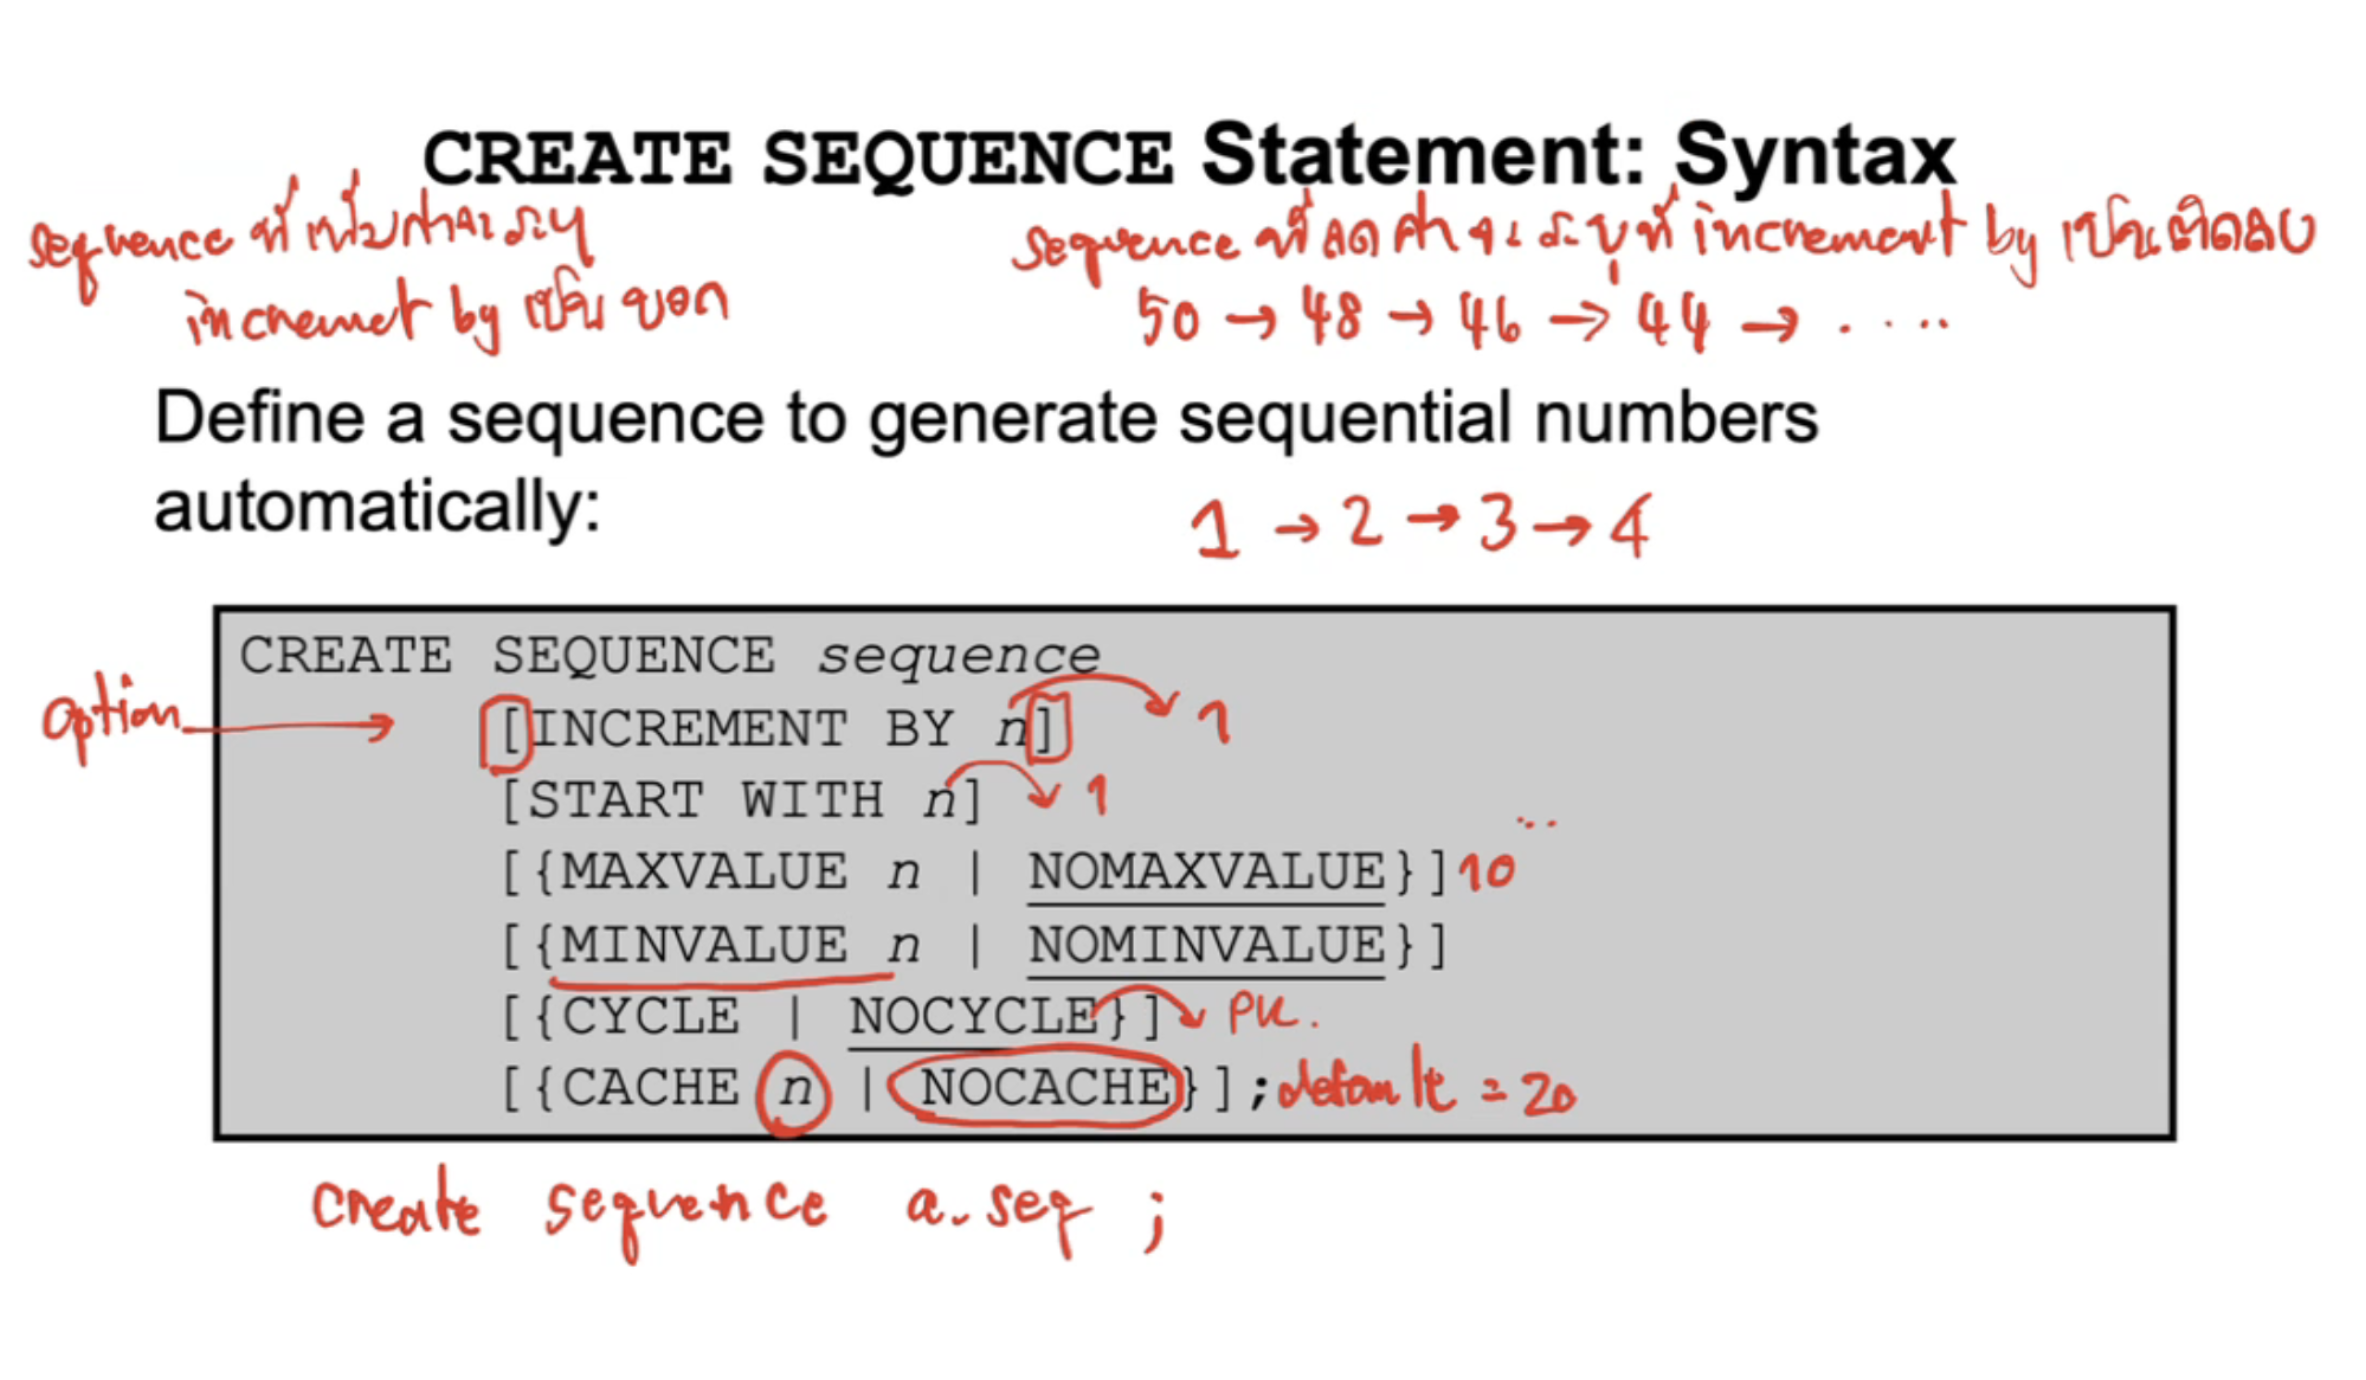 CREATE SEQUENCE Statement: Syntax
sequence ที่เพิ่มค่าจะระบุ
incremet by เป็น บวก
sequence ที่ลดค่า จะระบุที่ increment by เป็นติดลบ
50 → 48 → 46 → 44 → . . . .
Define a sequence to generate sequential numbers
automatically:
1 → 2 → 3 → 4
CREATE SEQUENCE sequence
option → [INCREMENT BY n] 1
[START WITH n] 1
...
[{MAXVALUE n | NOMAXVALUE}] 10
[{MINVALUE n | NOMINVALUE}]
[{CYCLE | NOCYCLE}] PK.
[{CACHE n | NOCACHE}]; default = 20
create sequence a_seq ;